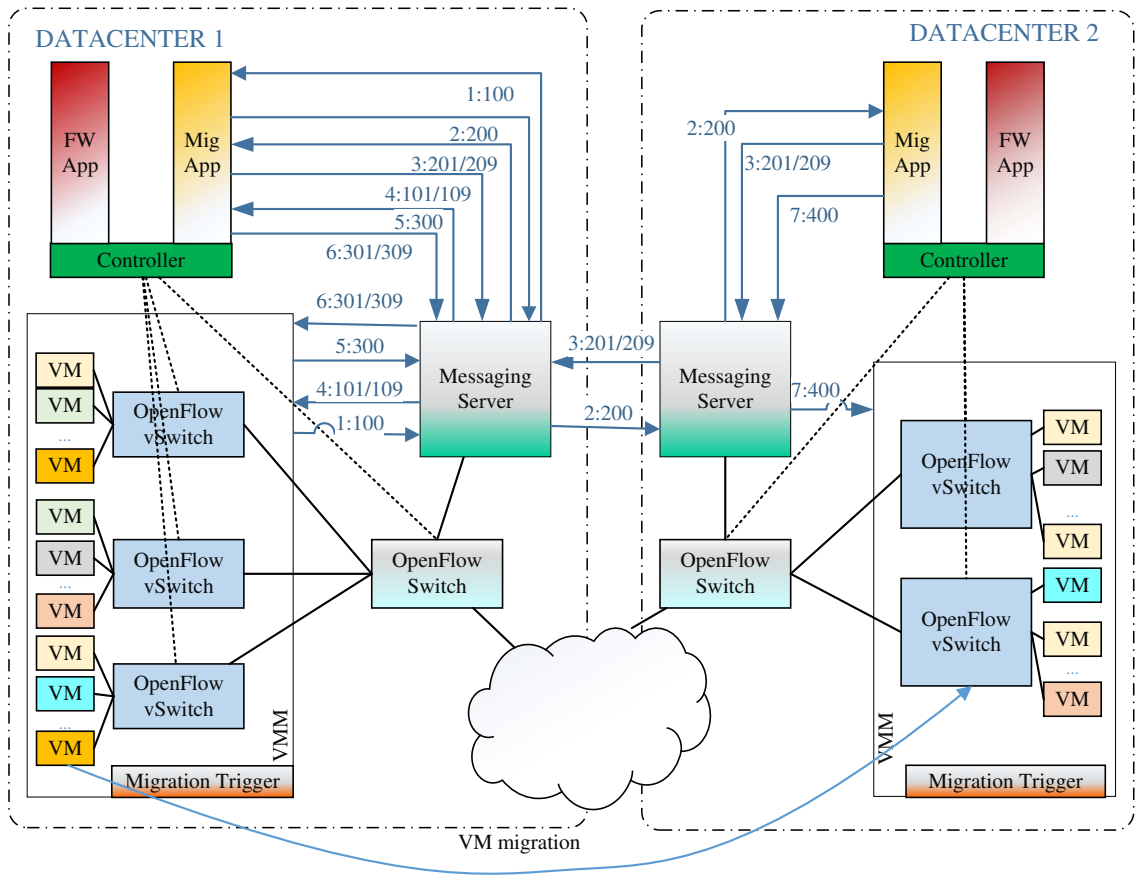 DATACENTER 1
FW
App
Mig
App
Controller
1:100
2:200
3:201/209
4:101/109
5:300
6:301/309
6:301/309
5:300
4:101/109
1:100
Messaging
Server
VM
VM
...
VM
OpenFlow
vSwitch
VM
VM
...
VM
OpenFlow
vSwitch
VM
VM
...
VM
OpenFlow
vSwitch
VMM
Migration Trigger
OpenFlow
Switch
3:201/209
2:200
DATACENTER 2
Mig
App
FW
App
Controller
2:200
3:201/209
7:400
Messaging
Server
7:400
OpenFlow
Switch
OpenFlow
vSwitch
VM
VM
...
VM
OpenFlow
vSwitch
VM
VM
...
VM
VMM
Migration Trigger
VM migration